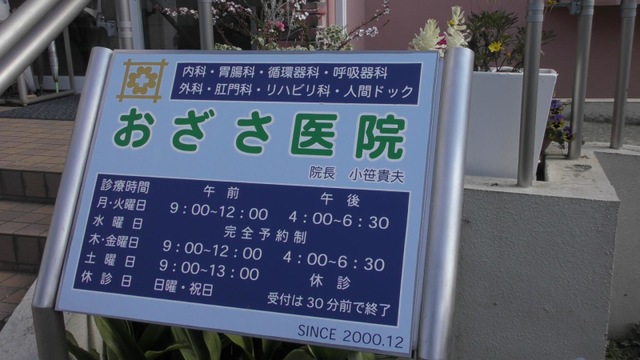 内科・胃腸科・循環器科・呼吸器科
外科・肛門科・リハビリ科・人間ドック
おざさ医院
院長 小笹貴夫
診療時間 午前 午後
月・火曜日 9:00~12:00 4:00~6:30
水曜日 完全予約制
木・金曜日 9:00~12:00 4:00~6:30
土曜日 9:00~13:00 休診
休診日 日曜・祝日 受付は30分前で終了
SINCE 2000.12